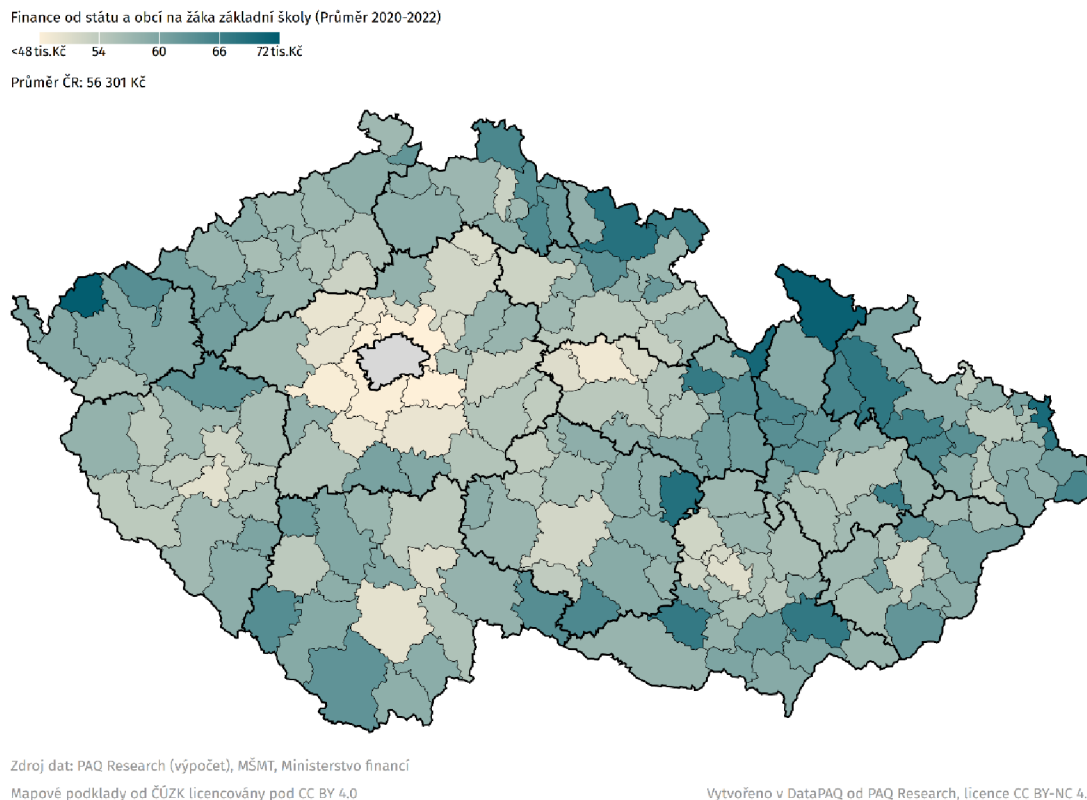 Finance od státu a obcí na žáka základní školy (Průměr 2020-2022)
<48 tis.Kč 54 60 66 72 tis.Kč
Průměr ČR: 56 301 Kč
Zdroj dat: PAQ Research (výpočet), MŠMT, Ministerstvo financí
Mapové podklady od ČÚZK licencovány pod CC BY 4.0
Vytvořeno v DataPAQ od PAQ Research, licence CC BY-NC 4.